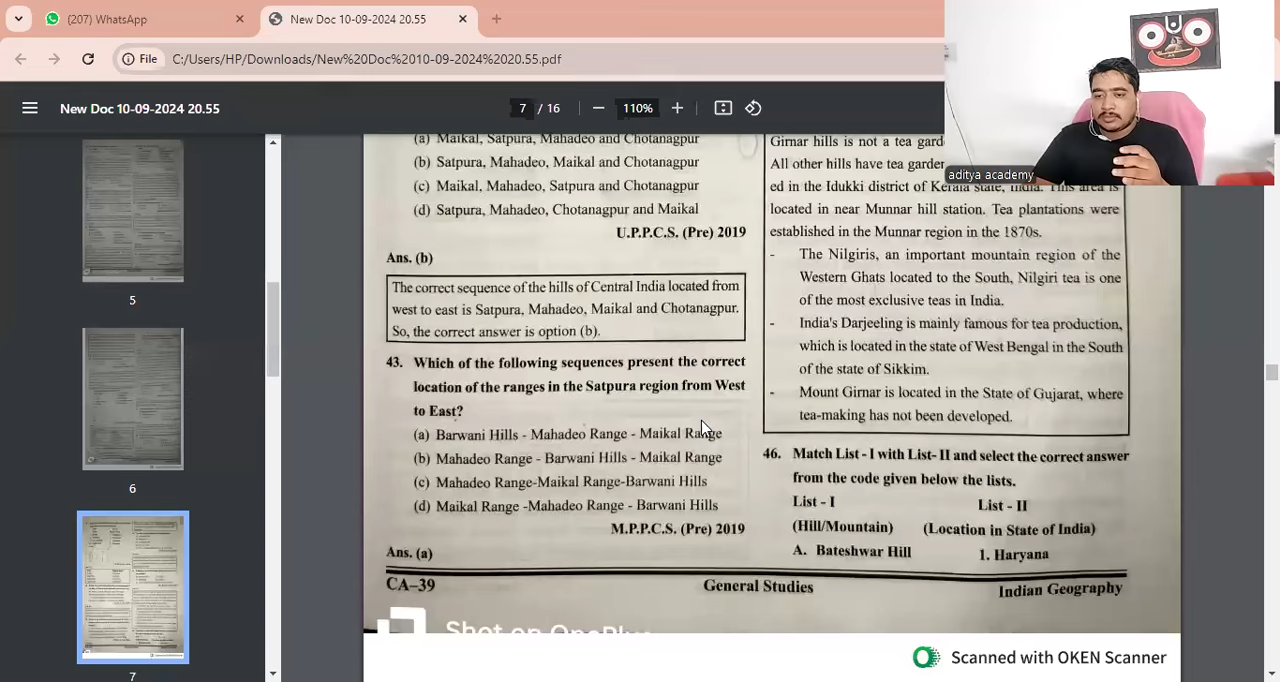 (207) WhatsApp
New Doc 10-09-2024 20.55
File
C:/Users/HP/Downloads/New%20Doc%2010-09-2024%2020.55.pdf
New Doc 10-09-2024 20.55
7 / 16
110%
aditya academy
5
6
7
(a) Maikal, Satpura, Mahadeo and Chotanagpur
(b) Satpura, Mahadeo, Maikal and Chotanagpur
(c) Maikal, Mahadeo, Satpura and Chotanagpur
(d) Satpura, Mahadeo, Chotanagpur and Maikal
U.P.P.C.S. (Pre) 2019
Ans. (b)
The correct sequence of the hills of Central India located from
west to east is Satpura, Mahadeo, Maikal and Chotanagpur.
So, the correct answer is option (b).
43. Which of the following sequences present the correct
location of the ranges in the Satpura region from West
to East?
(a) Barwani Hills - Mahadeo Range - Maikal Range
(b) Mahadeo Range - Barwani Hills - Maikal Range
(c) Mahadeo Range-Maikal Range-Barwani Hills
(d) Maikal Range -Mahadeo Range - Barwani Hills
M.P.P.C.S. (Pre) 2019
Ans. (a)
Girnar hills is not a tea
All other hills have tea
ed in the Idukki district of Kerala state, India. This area is
located in near Munnar hill station. Tea plantations were
established in the Munnar region in the 1870s.
- The Nilgiris, an important mountain region of the
Western Ghats located to the South, Nilgiri tea is one
of the most exclusive teas in India.
- India's Darjeeling is mainly famous for tea production,
which is located in the state of West Bengal in the South
of the state of Sikkim.
- Mount Girnar is located in the State of Gujarat, where
tea-making has not been developed.
46. Match List - I with List- II and select the correct answer
from the code given below the lists.
List - I List - II
(Hill/Mountain) (Location in State of India)
A. Bateshwar Hill 1. Haryana
CA–39 General Studies Indian Geography
Shot on OnePlus
Scanned with OKEN Scanner